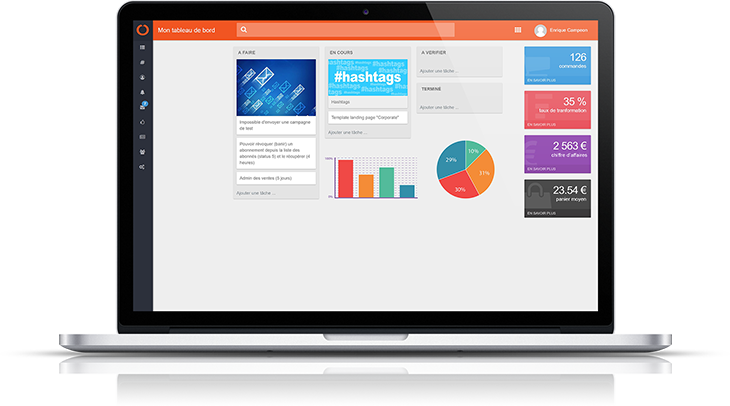 Mon tableau de bord
Enrique Campeon
A FAIRE
Impossible d'envoyer une campagne
de test
Pouvoir révoquer (bánir) un
abonnement depuis la liste des
abonnés (status 5) et le récupérer (4
heures)
Admin des ventes (5 jours)
Ajouter une tâche ...
EN COURS
#hashtags
Hashtags
Template landing page "Corporate"
Ajouter une tâche ...
A VERIFIER
Ajouter une tâche ...
TERMINÉ
Ajouter une tâche ...
100%
0%
29%
10%
31%
30%
126
commandes
EN SAVOIR PLUS
35 %
taux de tranformation
EN SAVOIR PLUS
2 563 €
chiffre d'affaires
EN SAVOIR PLUS
23.54 €
panier moyen
EN SAVOIR PLUS